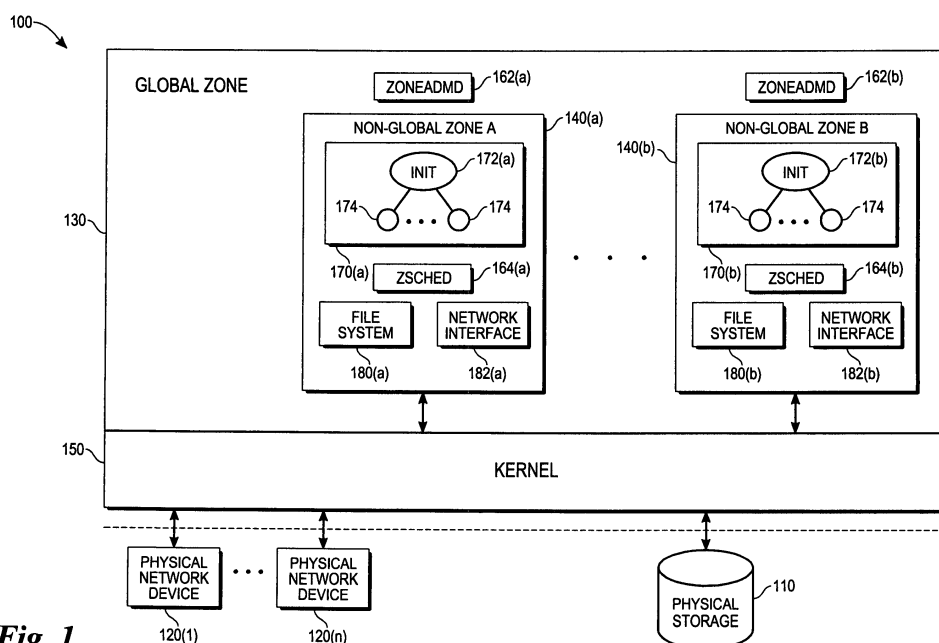 100
GLOBAL ZONE
ZONEADMD
162(a)
ZONEADMD
162(b)
NON-GLOBAL ZONE A
140(a)
NON-GLOBAL ZONE B
140(b)
INIT
172(a)
INIT
172(b)
174
174
174
174
130
170(a)
ZSCHED
164(a)
170(b)
ZSCHED
164(b)
FILE
SYSTEM
NETWORK
INTERFACE
FILE
SYSTEM
NETWORK
INTERFACE
180(a)
182(a)
180(b)
182(b)
150
KERNEL
PHYSICAL
NETWORK
DEVICE
PHYSICAL
NETWORK
DEVICE
PHYSICAL
STORAGE
110
120(1)
120(n)
Fig. 1